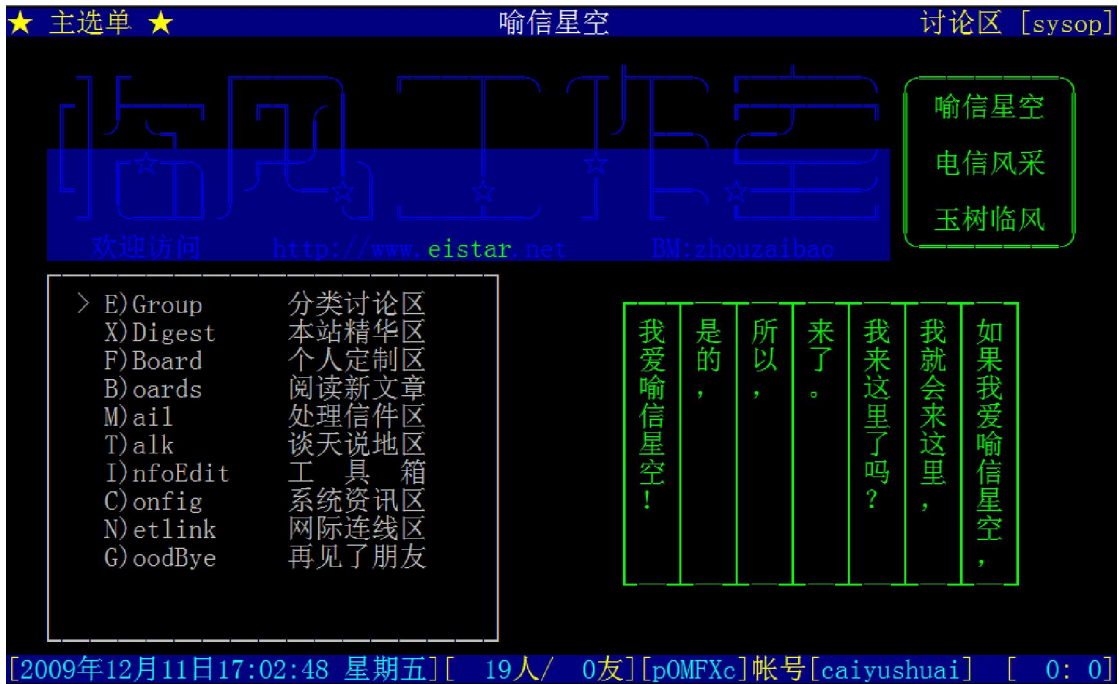 ★ 主选单 ★ 喻信星空 讨论区 [sysop]
临风工作室
欢迎访问 http://www.eistar.net BM:zhouzaibao
喻信星空
电信风采
玉树临风
> E)Group 分类讨论区
X)Digest 本站精华区
F)Board 个人定制区
B)oards 阅读新文章
M)ail 处理信件区
T)alk 谈天说地区
I)nfoEdit 工 具 箱
C)onfig 系统资讯区
N)etlink 网际连线区
G)oodBye 再见了朋友
如果我爱喻信星空，
我就会来这里，
我来这里了吗？
来了。
所以，
是的，
我爱喻信星空！
[2009年12月11日17:02:48 星期五][ 19人/ 0友][pOMFXc]帐号[caiyushuai] [ 0: 0]